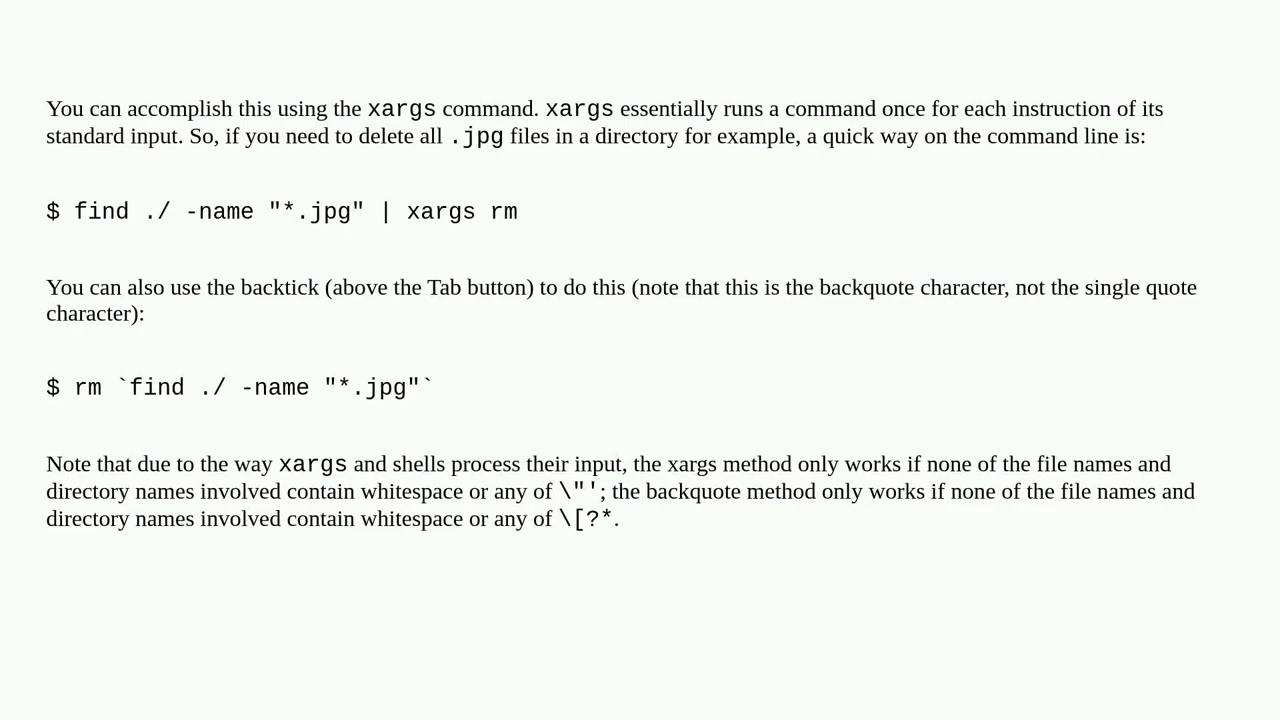 You can accomplish this using the xargs command. xargs essentially runs a command once for each instruction of its
standard input. So, if you need to delete all .jpg files in a directory for example, a quick way on the command line is:
$ find ./ -name "*.jpg" | xargs rm
You can also use the backtick (above the Tab button) to do this (note that this is the backquote character, not the single quote
character):
$ rm `find ./ -name "*.jpg"`
Note that due to the way xargs and shells process their input, the xargs method only works if none of the file names and
directory names involved contain whitespace or any of \"'; the backquote method only works if none of the file names and
directory names involved contain whitespace or any of \[?*.